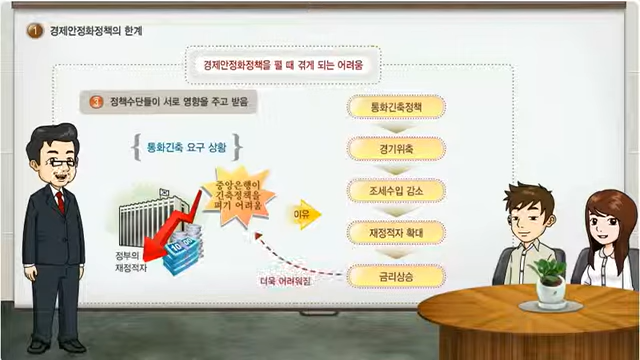 1 경제안정화정책의 한계
경제안정화정책을 펼 때 겪게 되는 어려움
3 정책수단들이 서로 영향을 주고 받음
통화긴축 요구 상황
중앙은행이
긴축정책을
펴기 어려움
정부의
재정적자
이유
더욱 어려워짐
통화긴축정책
경기위축
조세수입 감소
재정적자 확대
금리상승